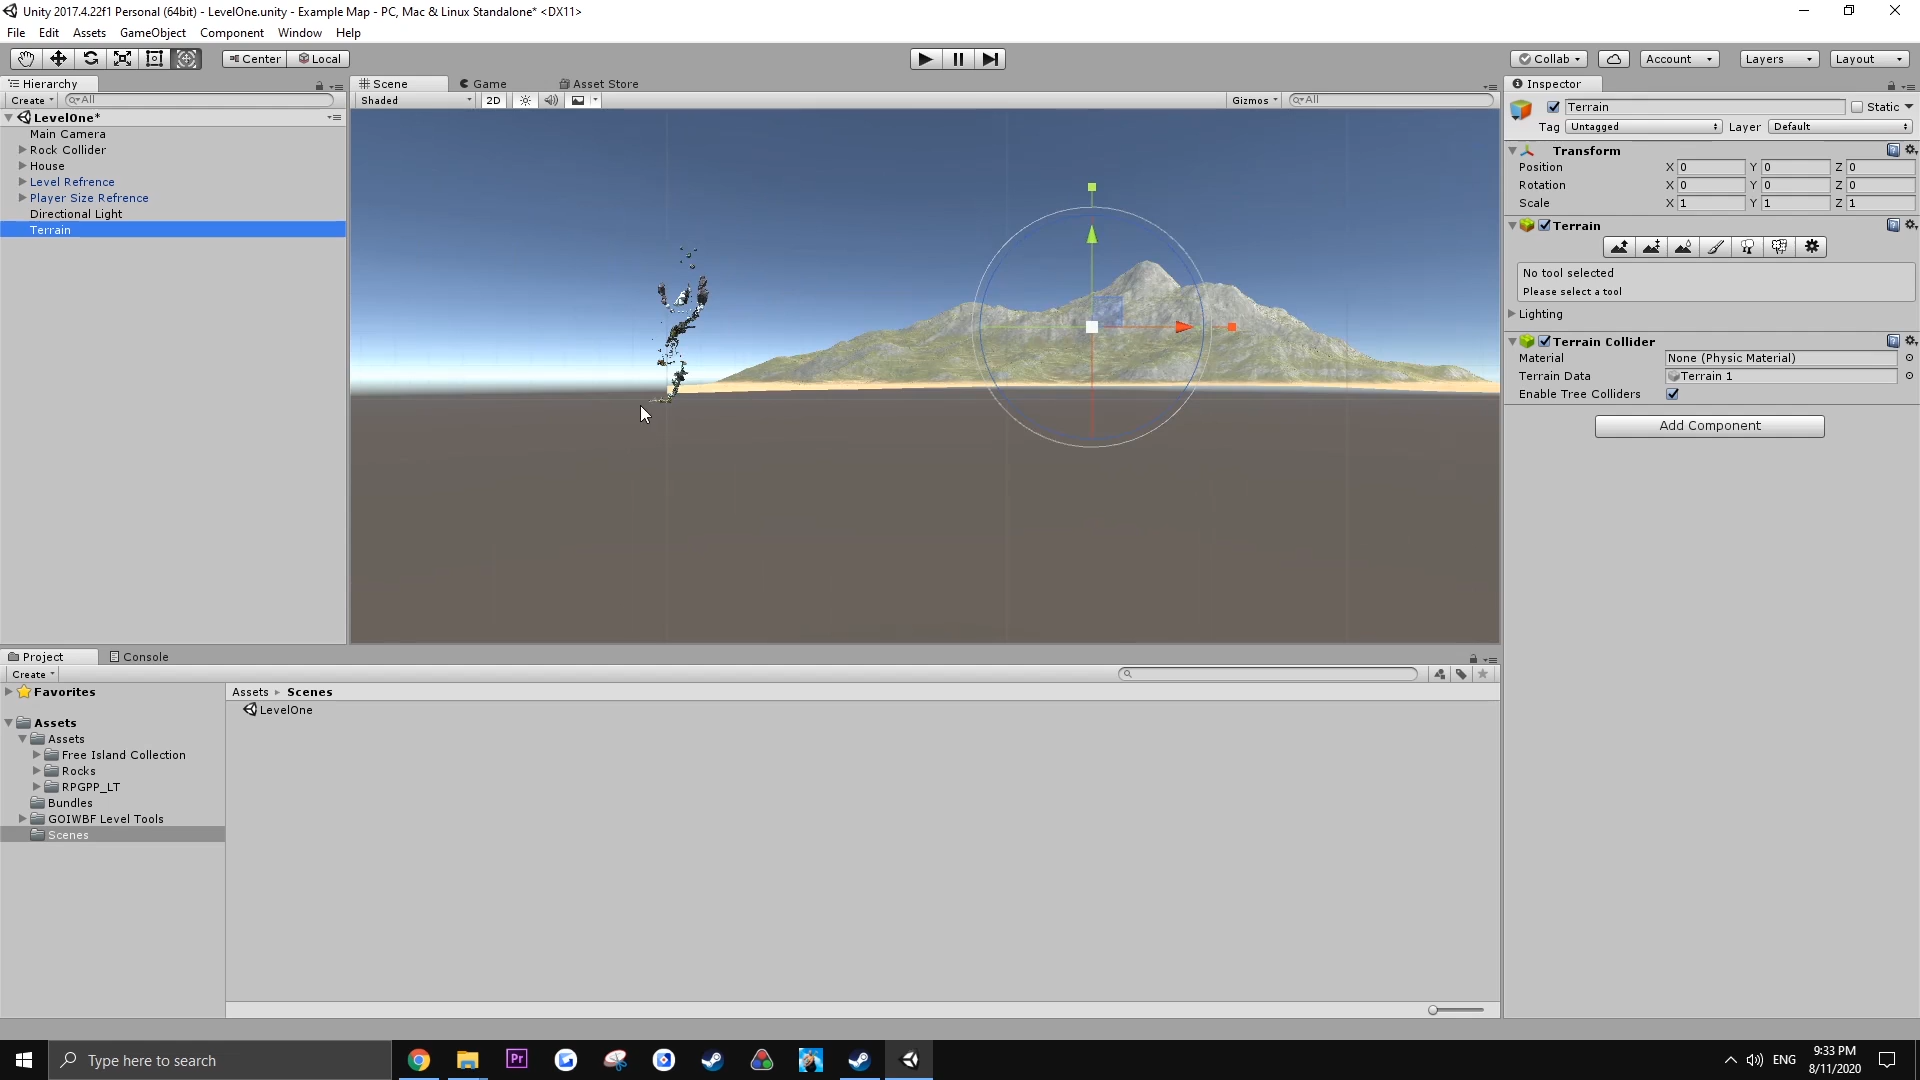 Unity 2017.4.22f1 Personal (64bit) - LevelOne.unity - Example Map - PC, Mac & Linux Standalone* <DX11>
File Edit Assets GameObject Component Window Help
Center Local Collab Account Layers Layout
Hierarchy
Create All
LevelOne*
Main Camera
Rock Collider
House
Level Refrence
Player Size Refrence
Directional Light
Terrain
Scene Game Asset Store
Shaded 2D Gizmos All
Inspector
Terrain Static
Tag Untagged Layer Default
Transform
Position X 0 Y 0 Z 0
Rotation X 0 Y 0 Z 0
Scale X 1 Y 1 Z 1
Terrain
No tool selected
Please select a tool
Lighting
Terrain Collider
Material None (Physic Material)
Terrain Data Terrain 1
Enable Tree Colliders
Add Component
Project Console
Create
Favorites
Assets
Assets
Free Island Collection
Rocks
RPGPP_LT
Bundles
GOIWBF Level Tools
Scenes
Assets Scenes
LevelOne
Type here to search
Pr
ENG
9:33 PM
8/11/2020